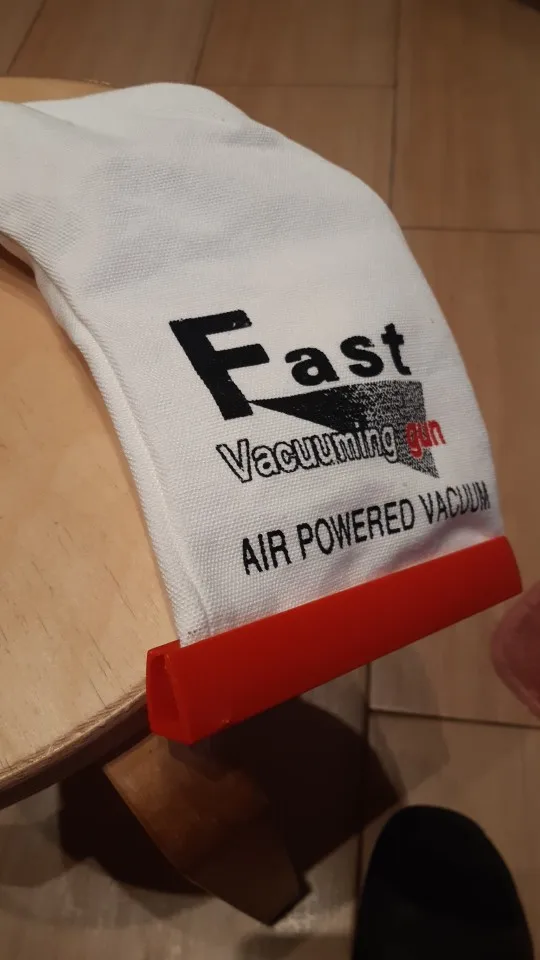 Fast
Vacuuming gun
AIR POWERED VACUUM